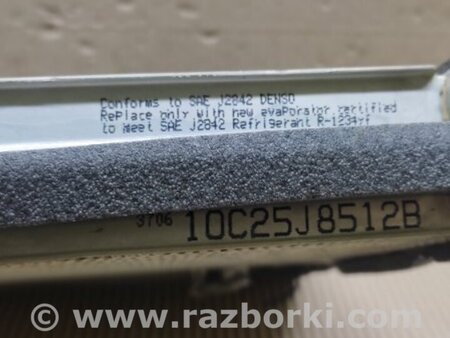 Conforms to SAE J2842 DENSO
Replace only with new evaporator certified
to meet SAE J2842 Refrigerant R-1234yf
3706 10C25J8512B
© www.razborki.com